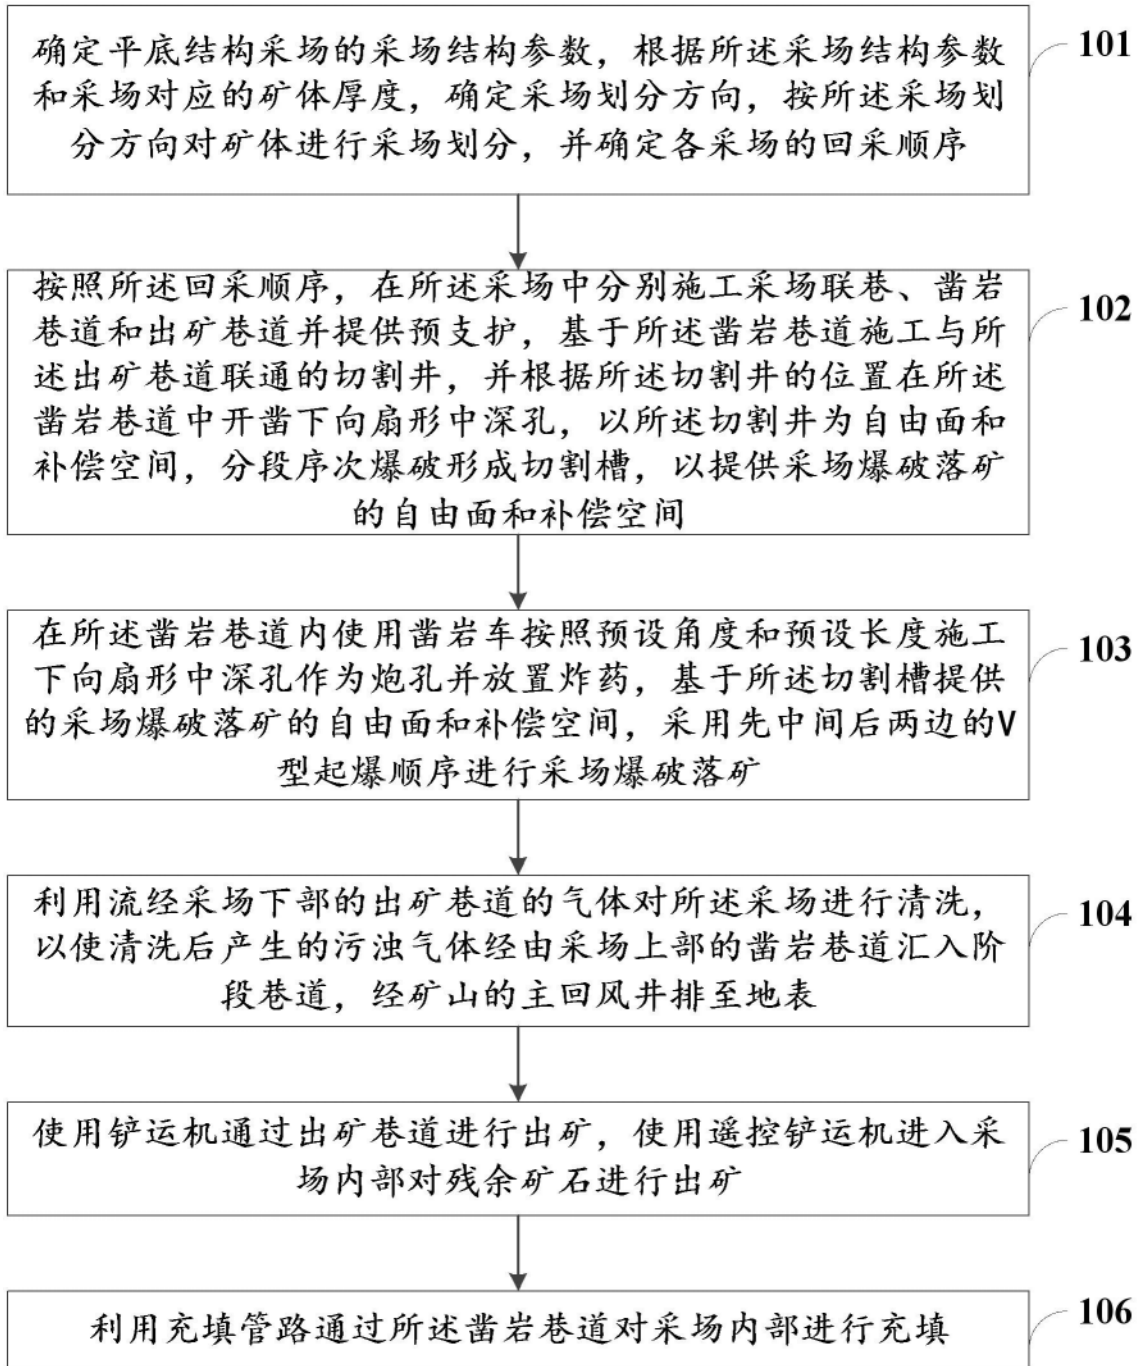 确定平底结构采场的采场结构参数，根据所述采场结构参数
和采场对应的矿体厚度，确定采场划分方向，按所述采场划
分方向对矿体进行采场划分，并确定各采场的回采顺序
101
按照所述回采顺序，在所述采场中分别施工采场联巷、凿岩
巷道和出矿巷道并提供预支护，基于所述凿岩巷道施工与所
述出矿巷道联通的切割井，并根据所述切割井的位置在所述
凿岩巷道中开凿下向扇形中深孔，以所述切割井为自由面和
补偿空间，分段序次爆破形成切割槽，以提供采场爆破落矿
的自由面和补偿空间
102
在所述凿岩巷道内使用凿岩车按照预设角度和预设长度施工
下向扇形中深孔作为炮孔并放置炸药，基于所述切割槽提供
的采场爆破落矿的自由面和补偿空间，采用先中间后两边的V
型起爆顺序进行采场爆破落矿
103
利用流经采场下部的出矿巷道的气体对所述采场进行清洗，
以使清洗后产生的污浊气体经由采场上部的凿岩巷道汇入阶
段巷道，经矿山的主回风井排至地表
104
使用铲运机通过出矿巷道进行出矿，使用遥控铲运机进入采
场内部对残余矿石进行出矿
105
利用充填管路通过所述凿岩巷道对采场内部进行充填
106